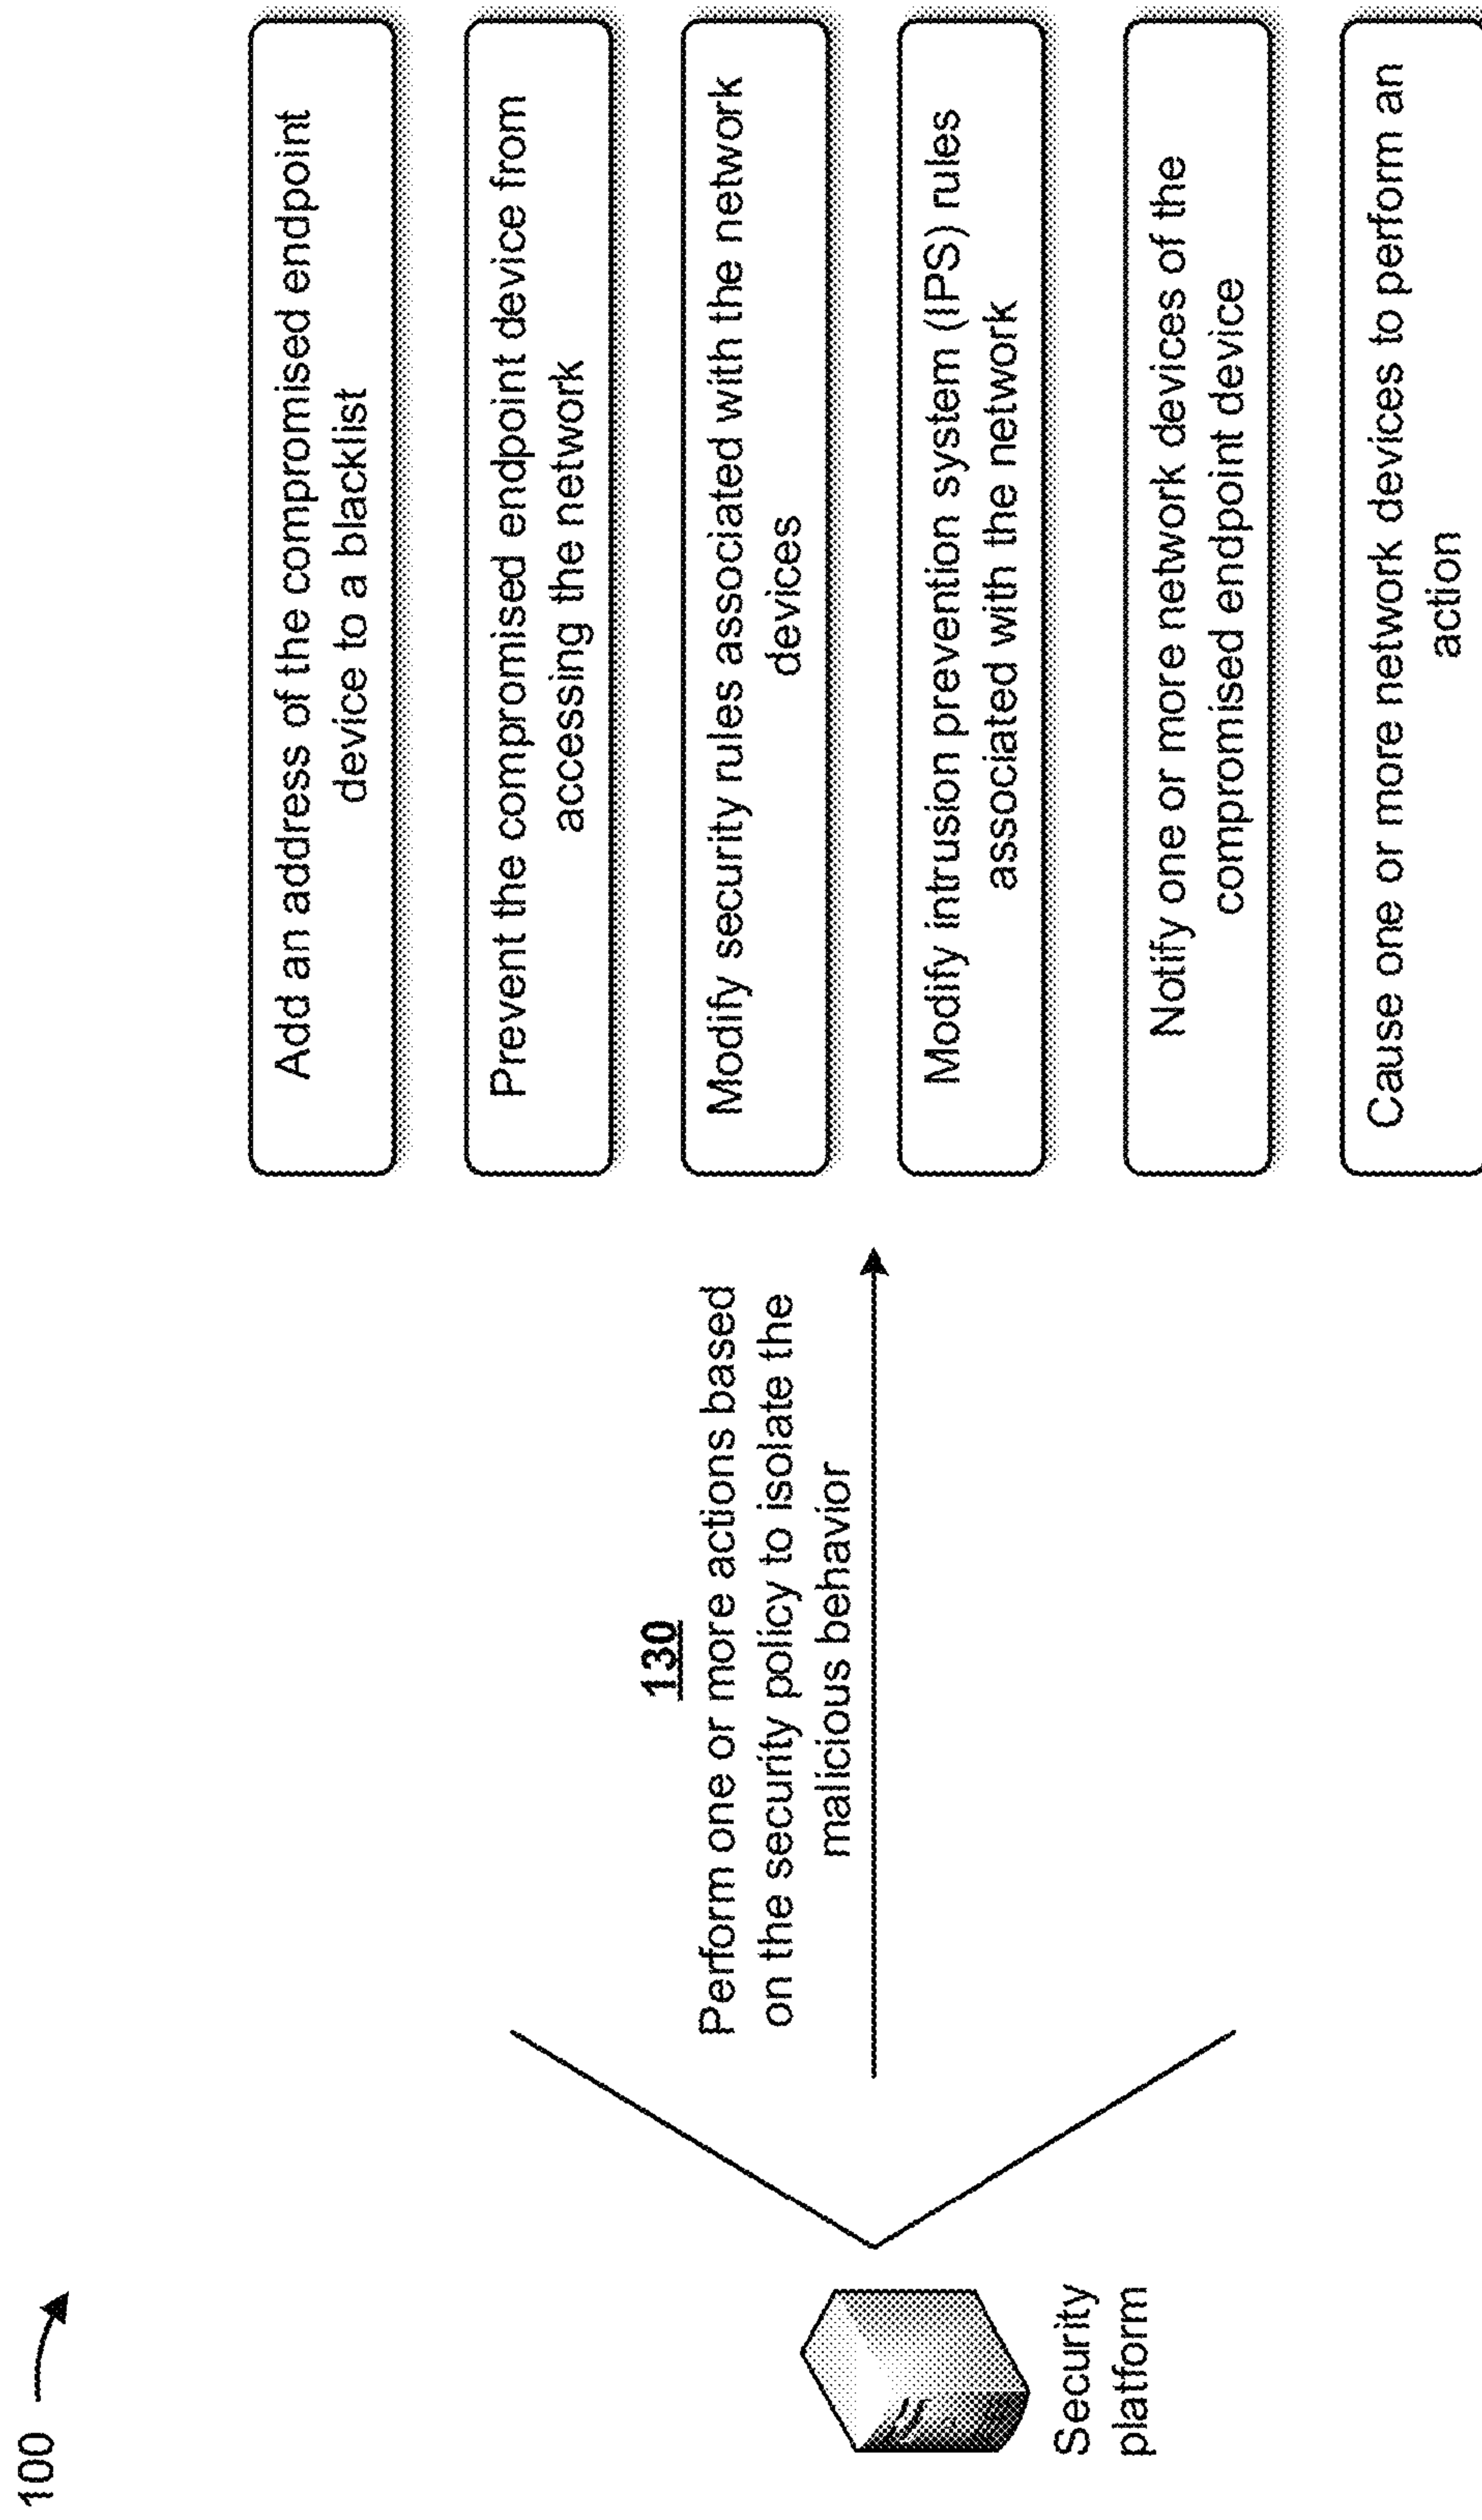 100
Security
platform
130
Perform one or more actions based
on the security policy to isolate the
malicious behavior
Add an address of the compromised endpoint
device to a blacklist
Prevent the compromised endpoint device from
accessing the network
Modify security rules associated with the network
devices
Modify intrusion prevention system (IPS) rules
associated with the network
Notify one or more network devices of the
compromised endpoint device
Cause one or more network devices to perform an
action